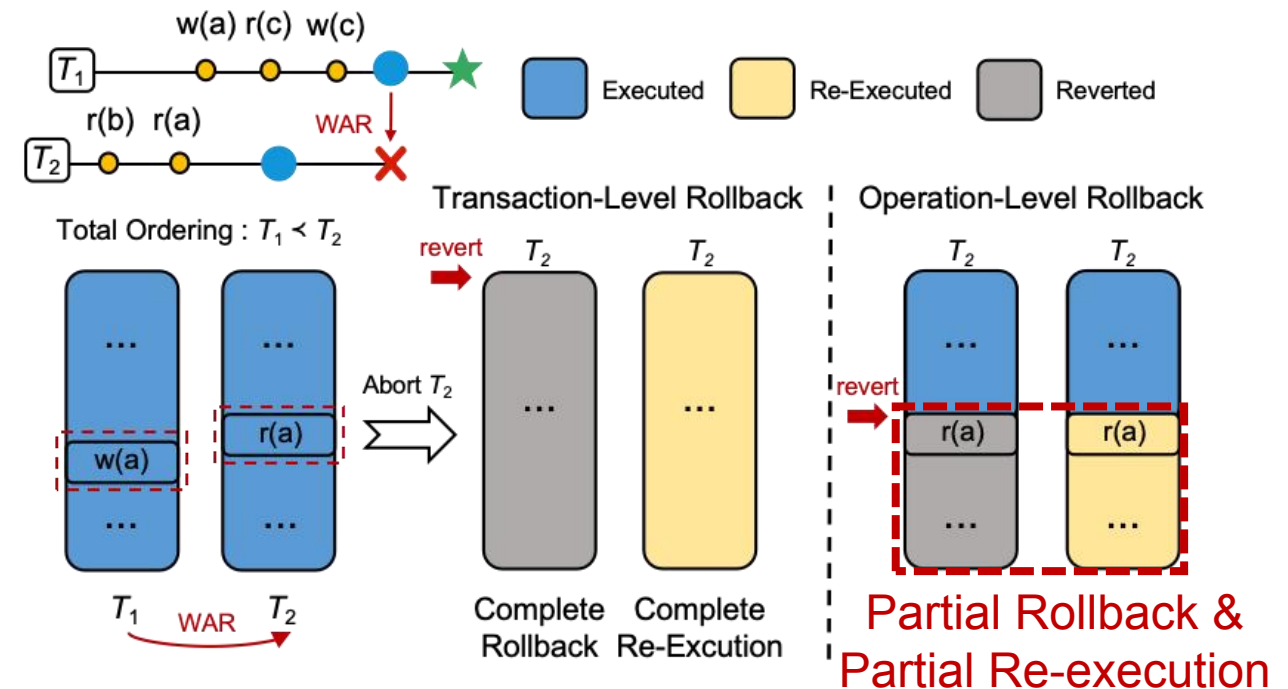 w(a) r(c) w(c)
T1
Executed
Re-Executed
Reverted
WAR
r(b) r(a)
T2
Transaction-Level Rollback
Operation-Level Rollback
Total Ordering : T1 ≺ T2
revert
T2
T2
T2
T2
...
...
...
...
Abort T2
...
...
revert
r(a)
w(a)
r(a)
r(a)
...
...
...
...
T1
WAR
T2
Complete
Rollback
Complete
Re-Excution
Partial Rollback &
Partial Re-execution